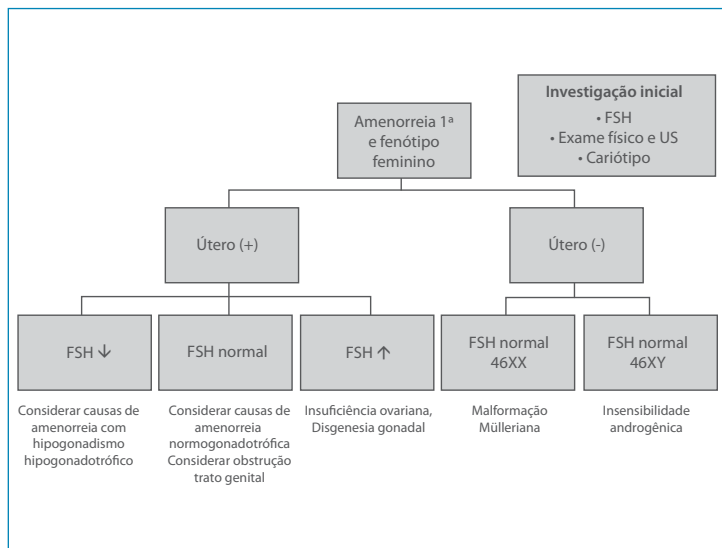 Investigação inicial
• FSH
• Exame físico e US
• Cariótipo
Amenorreia 1ª
e fenótipo
feminino
Útero (+)
Útero (-)
FSH ↓
FSH normal
FSH ↑
FSH normal
46XX
FSH normal
46XY
Considerar causas de
amenorreia com
hipogonadismo
hipogonadotrófico
Considerar causas de
amenorreia
normogonadotrófica
Considerar obstrução
trato genital
Insuficiência ovariana,
Disgenesia gonadal
Malformação
Mülleriana
Insensibilidade
androgênica